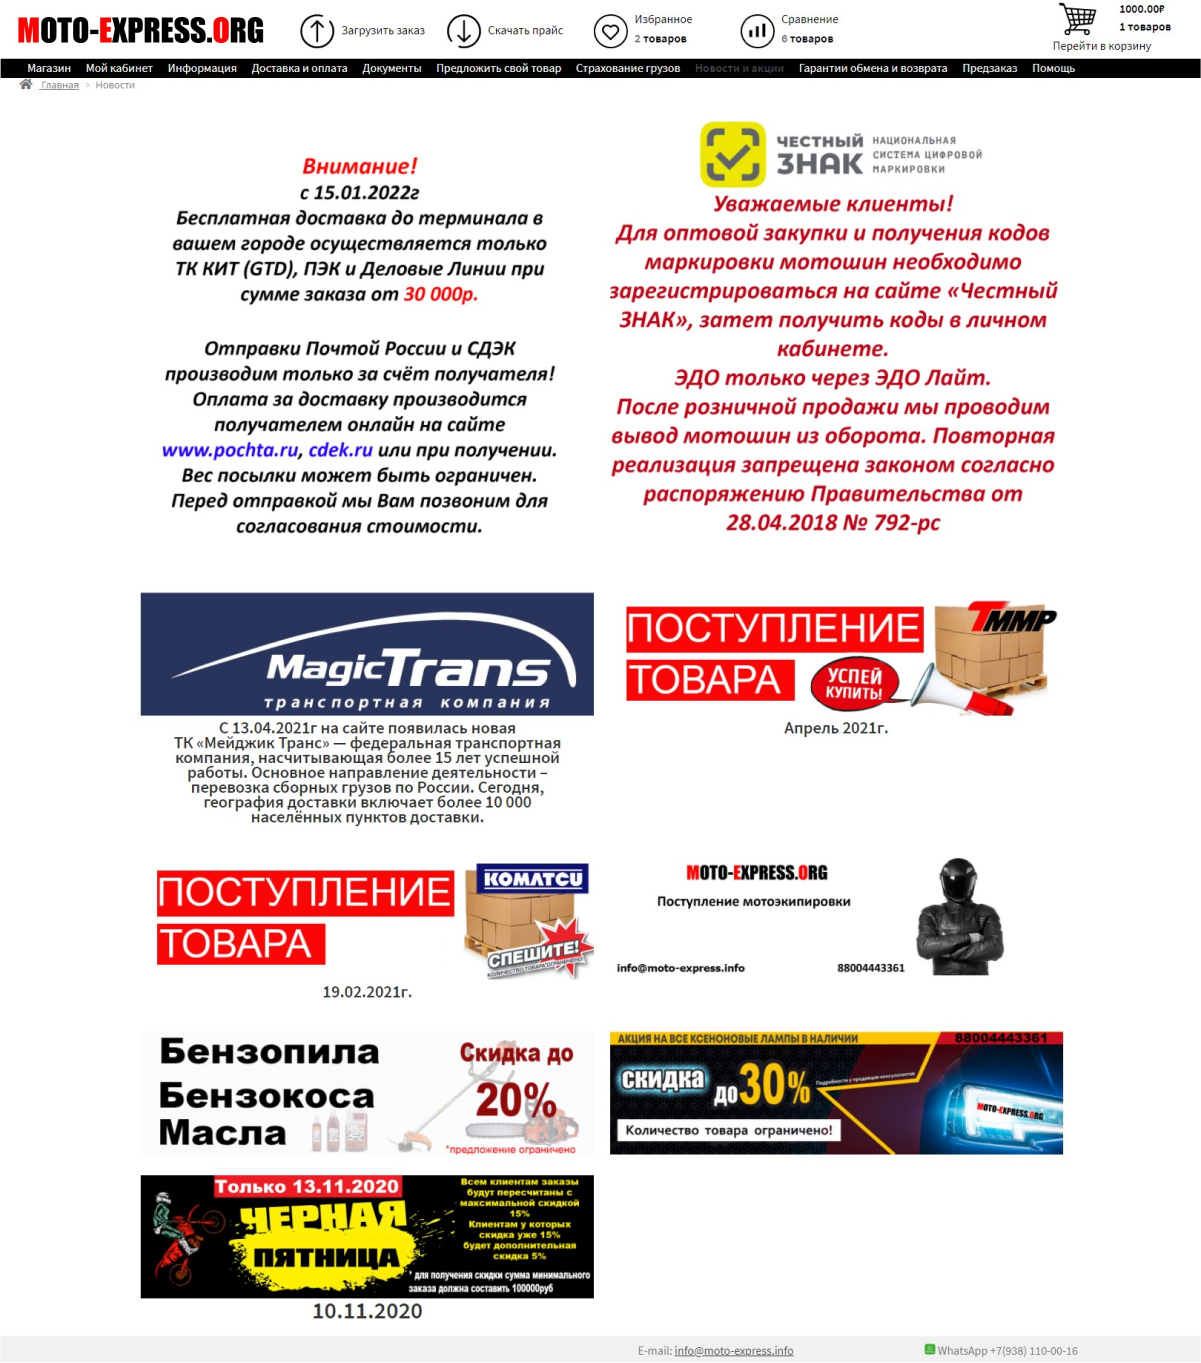 MOTO-EXPRESS.ORG
Загрузить заказ
Скачать прайс
Избранное
2 товаров
Сравнение
6 товаров
1000.00₽
1 товаров
Перейти в корзину
Магазин Мой кабинет Информация Доставка и оплата Документы Предложить свой товар Страхование грузов Новости и акции Гарантии обмена и возврата Предзаказ Помощь
Главная › Новости
Внимание!
с 15.01.2022г
Бесплатная доставка до терминала в
вашем городе осуществляется только
ТК КИТ (GTD), ПЭК и Деловые Линии при
сумме заказа от 30 000р.
Отправки Почтой России и СДЭК
производим только за счёт получателя!
Оплата за доставку производится
получателем онлайн на сайте
www.pochta.ru, cdek.ru или при получении.
Вес посылки может быть ограничен.
Перед отправкой мы Вам позвоним для
согласования стоимости.
ЧЕСТНЫЙ
ЗНАК
НАЦИОНАЛЬНАЯ
СИСТЕМА ЦИФРОВОЙ
МАРКИРОВКИ
Уважаемые клиенты!
Для оптовой закупки и получения кодов
маркировки мотошин необходимо
зарегистрироваться на сайте «Честный
ЗНАК», затет получить коды в личном
кабинете.
ЭДО только через ЭДО Лайт.
После розничной продажи мы проводим
вывод мотошин из оборота. Повторная
реализация запрещена законом согласно
распоряжению Правительства от
28.04.2018 № 792-рс
MagicTrans
транспортная компания
С 13.04.2021г на сайте появилась новая
ТК «Мейджик Транс» — федеральная транспортная
компания, насчитывающая более 15 лет успешной
работы. Основное направление деятельности –
перевозка сборных грузов по России. Сегодня,
география доставки включает более 10 000
населённых пунктов доставки.
ПОСТУПЛЕНИЕ
ТОВАРА
УСПЕЙ
КУПИТЬ!
TMMP
Апрель 2021г.
ПОСТУПЛЕНИЕ
ТОВАРА
KOMATCU
СПЕШИТЕ!
КОЛИЧЕСТВО ТОВАРА ОГРАНИЧЕНО
19.02.2021г.
MOTO-EXPRESS.ORG
Поступление мотоэкипировки
info@moto-express.info 88004443361
Бензопила
Бензокоса
Масла
Скидка до
20%
*предложение ограничено
АКЦИЯ НА ВСЕ КСЕНОНОВЫЕ ЛАМПЫ В НАЛИЧИИ
88004443361
СКИДКА
ДО 30%
Подробности у продавцов-консультантов
MOTO-EXPRESS.ORG
Количество товара ограничено!
Только 13.11.2020
ЧЕРНАЯ
ПЯТНИЦА
Всем клиентам заказы
будут пересчитаны с
максимальной скидкой
15%
Клиентам у которых
скидка уже 15%
будет дополнительная
скидка 5%
* для получения скидки сумма минимального
заказа должна составить 100000руб
10.11.2020
E-mail: info@moto-express.info
WhatsApp +7(938) 110-00-16